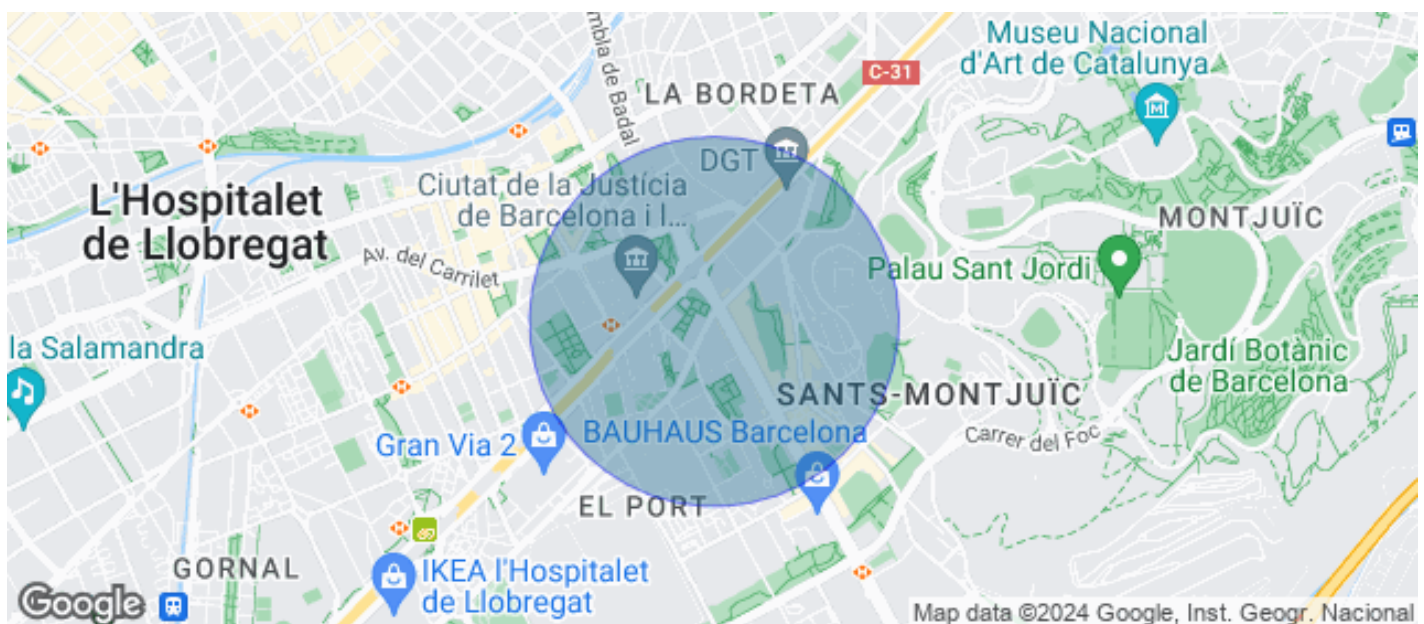 Museu Nacional
d'Art de Catalunya
C-31
LA BORDETA
mbla de Badal
DGT
Ciutat de la Justícia
de Barcelona i l...
L'Hospitalet
de Llobregat
Av. del Carrilet
MONTJUÏC
Palau Sant Jordi
la Salamandra
Jardí Botànic
de Barcelona
SANTS-MONTJUÏC
Gran Via 2
BAUHAUS Barcelona
Carrer del Foc
EL PORT
GORNAL
IKEA l'Hospitalet
de Llobregat
Google
Map data ©2024 Google, Inst. Geogr. Nacional